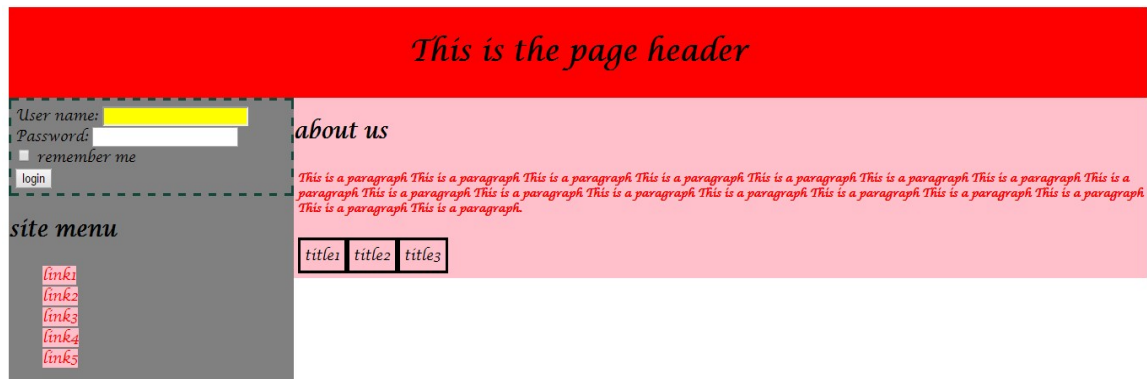 This is the page header
User name:
Password:
remember me
login
site menu
link1
link2
link3
link4
link5
about us
This is a paragraph This is a paragraph This is a paragraph This is a paragraph This is a paragraph This is a paragraph This is a paragraph This is a
paragraph This is a paragraph This is a paragraph This is a paragraph This is a paragraph This is a paragraph This is a paragraph This is a paragraph
This is a paragraph This is a paragraph.
title1 title2 title3